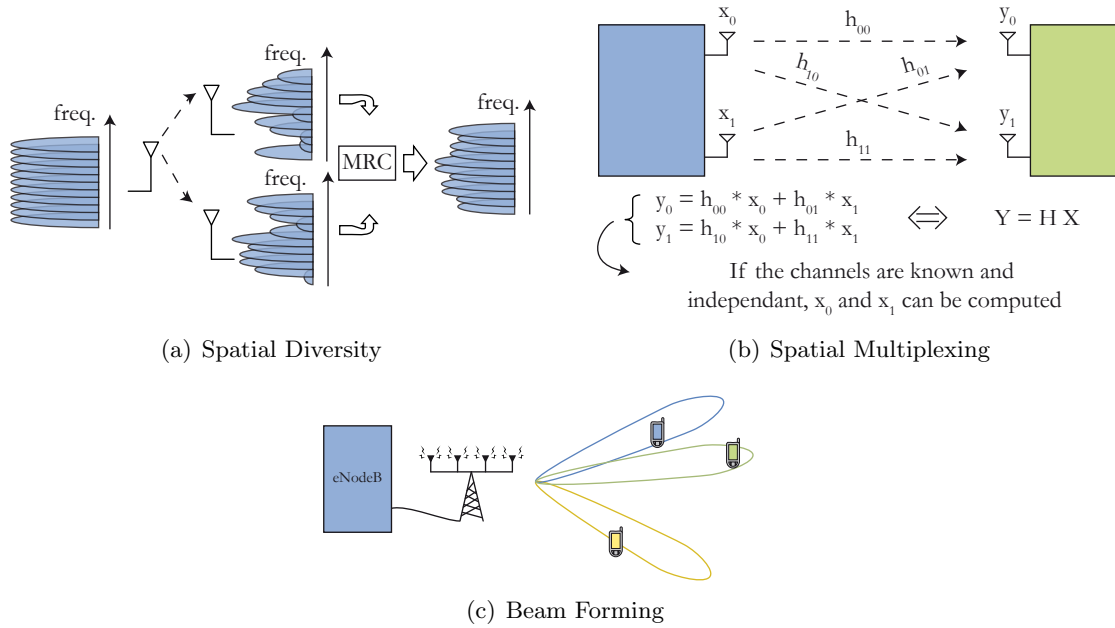 freq.
freq.
freq.
MRC
freq.
(a) Spatial Diversity
x₀
h₀₀
y₀
h₁₀
h₀₁
x₁
h₁₁
y₁
y₀ = h₀₀ * x₀ + h₀₁ * x₁
y₁ = h₁₀ * x₀ + h₁₁ * x₁
⇔
Y = H X
If the channels are known and
independant, x₀ and x₁ can be computed
(b) Spatial Multiplexing
eNodeB
(c) Beam Forming